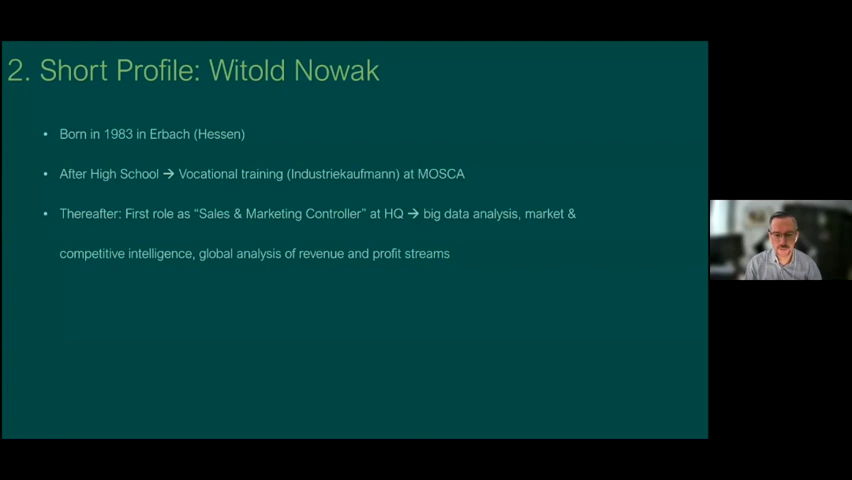 2. Short Profile: Witold Nowak
• Born in 1983 in Erbach (Hessen)
• After High School → Vocational training (Industriekaufmann) at MOSCA
• Thereafter: First role as “Sales & Marketing Controller” at HQ → big data analysis, market &
competitive intelligence, global analysis of revenue and profit streams